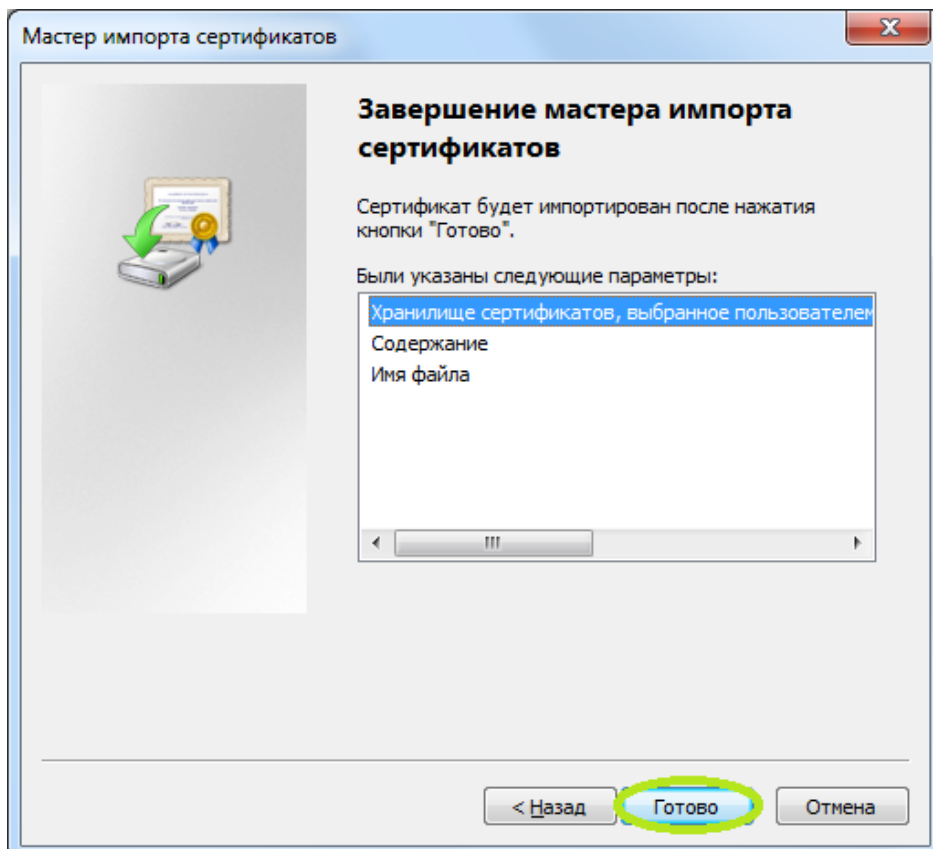 Мастер импорта сертификатов
Завершение мастера импорта
сертификатов
Сертификат будет импортирован после нажатия
кнопки "Готово".
Были указаны следующие параметры:
Хранилище сертификатов, выбранное пользователем
Содержание
Имя файла
< Назад
Готово
Отмена